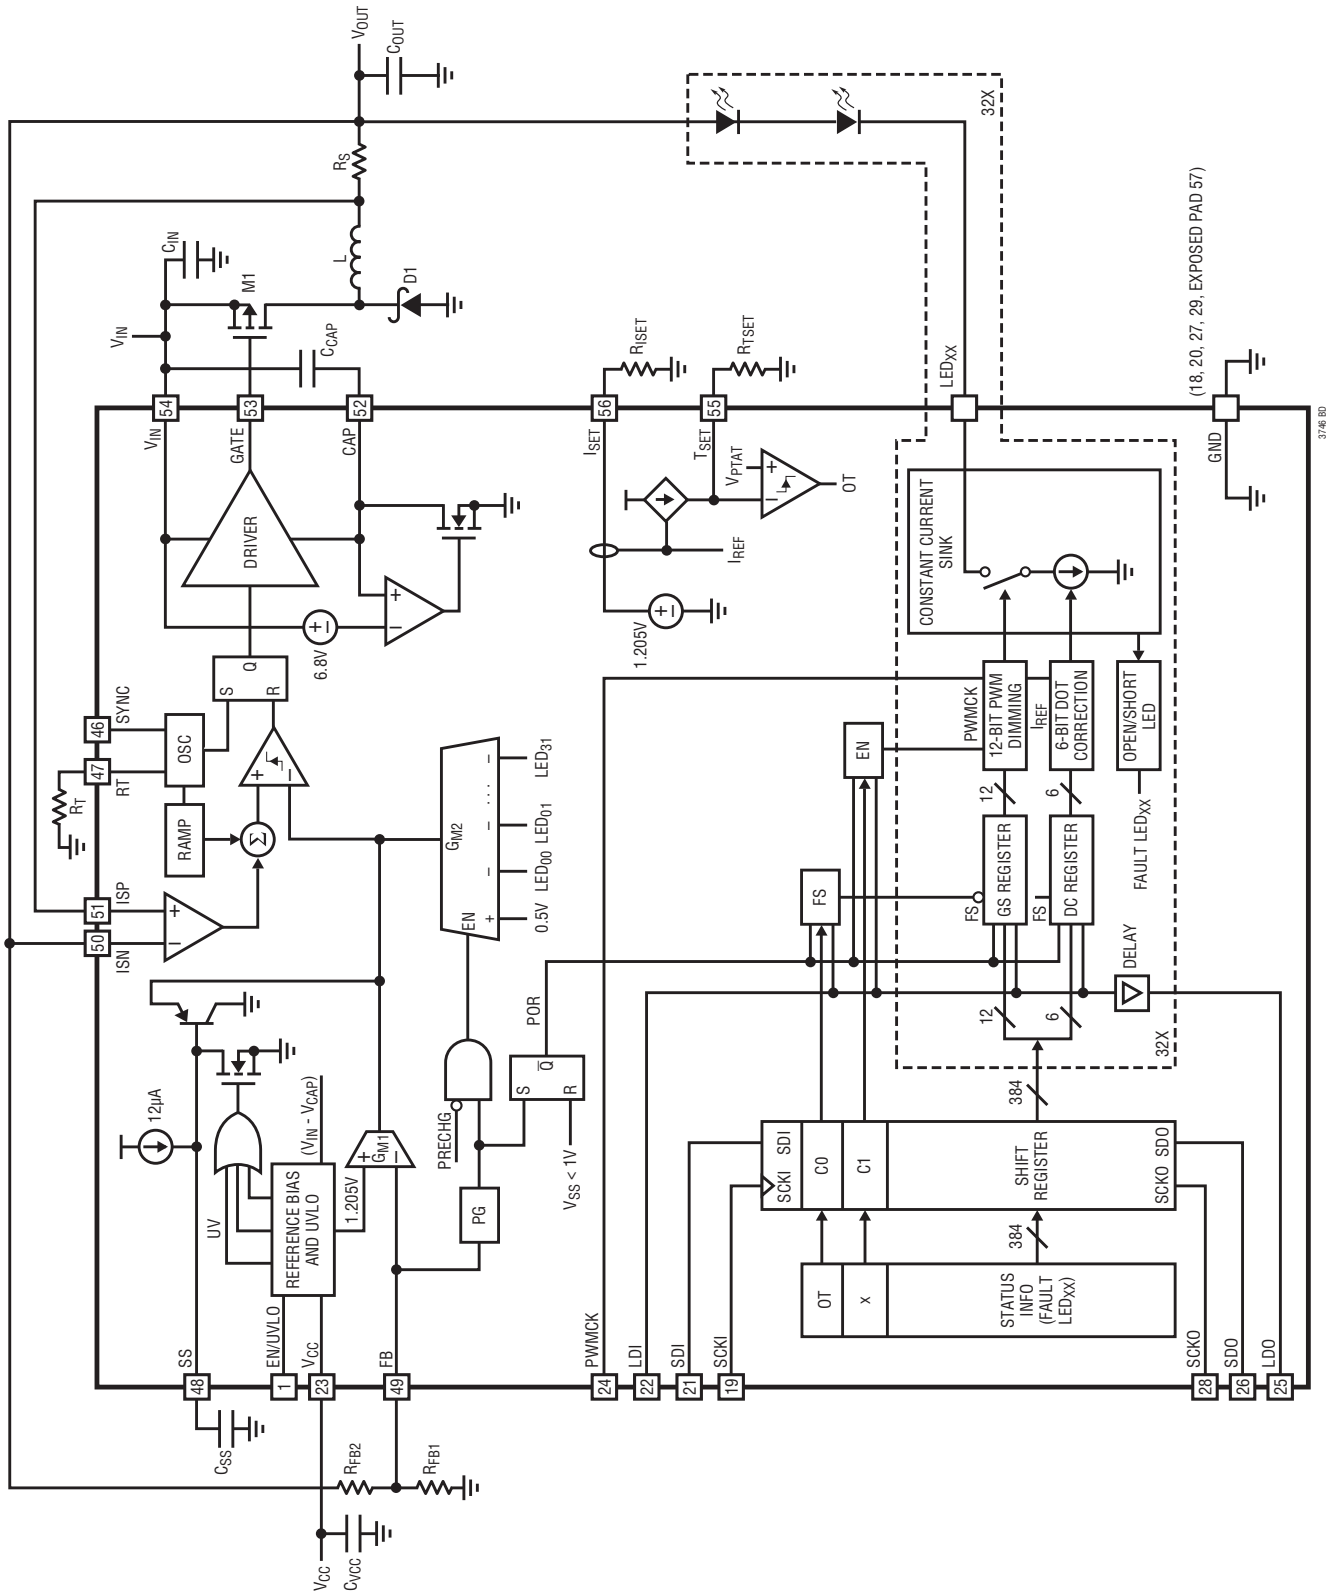 VCC
CVCC
RFB2
RFB1
CSS
48
SS
1
EN/UVLO
23
VCC
49
FB
24
PWMCK
22
LDI
21
SDI
19
SCKI
28
SCKO
26
SDO
25
LDO
12µA
UV
REFERENCE BIAS
AND UVLO
(VIN - VCAP)
1.205V
+
GM1
−
PG
PRECHG
VSS < 1V
S
Q
R
POR
OT
x
STATUS
INFO
(FAULT
LEDXX)
384
SCKI SDI
C0
C1
SHIFT
REGISTER
SCKO SDO
384
50
ISN
51
ISP
−
+
RT
47
RT
46
SYNC
RAMP
OSC
Σ
+
−
S
Q
R
EN
GM2
+
−
−
· · ·
−
0.5V
LED00
LED01
LED31
DRIVER
6.8V
+
−
−
+
VIN
54
GATE
53
CAP
52
VIN
CIN
M1
CCAP
L
D1
RS
VOUT
COUT
1.205V
+
−
ISET
56
RISET
IREF
TSET
55
RTSET
VPTAT
+
−
OT
FS
EN
12
6
DELAY
32X
FS
GS REGISTER
FS
DC REGISTER
12
6
PWMCK
12-BIT PWM
DIMMING
IREF
6-BIT DOT
CORRECTION
OPEN/SHORT
LED
FAULT LEDXX
CONSTANT CURRENT
SINK
LEDXX
32X
GND
(18, 20, 27, 29, EXPOSED PAD 57)
3746 BD